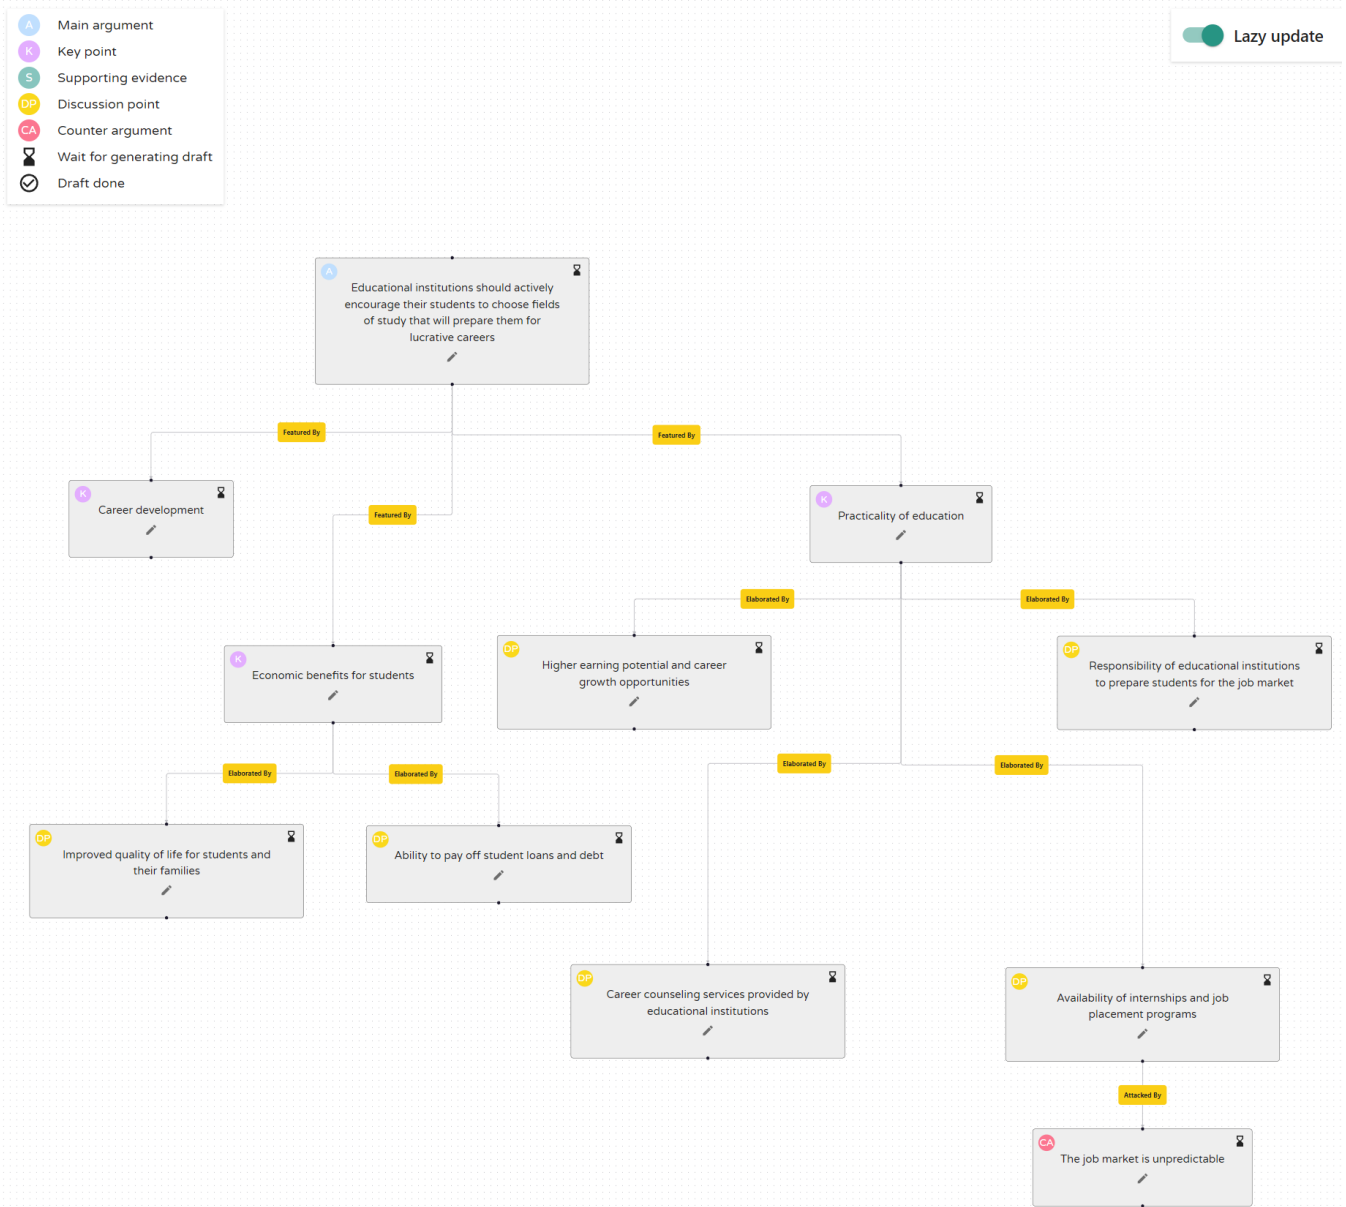 A Main argument
K Key point
S Supporting evidence
DP Discussion point
CA Counter argument
Wait for generating draft
Draft done
Lazy update
A
Educational institutions should actively
encourage their students to choose fields
of study that will prepare them for
lucrative careers
Featured By
Featured By
Featured By
K
Career development
K
Practicality of education
Elaborated By
Elaborated By
K
Economic benefits for students
DP
Higher earning potential and career
growth opportunities
DP
Responsibility of educational institutions
to prepare students for the job market
Elaborated By
Elaborated By
Elaborated By
Elaborated By
DP
Improved quality of life for students and
their families
DP
Ability to pay off student loans and debt
DP
Career counseling services provided by
educational institutions
DP
Availability of internships and job
placement programs
Attacked By
CA
The job market is unpredictable